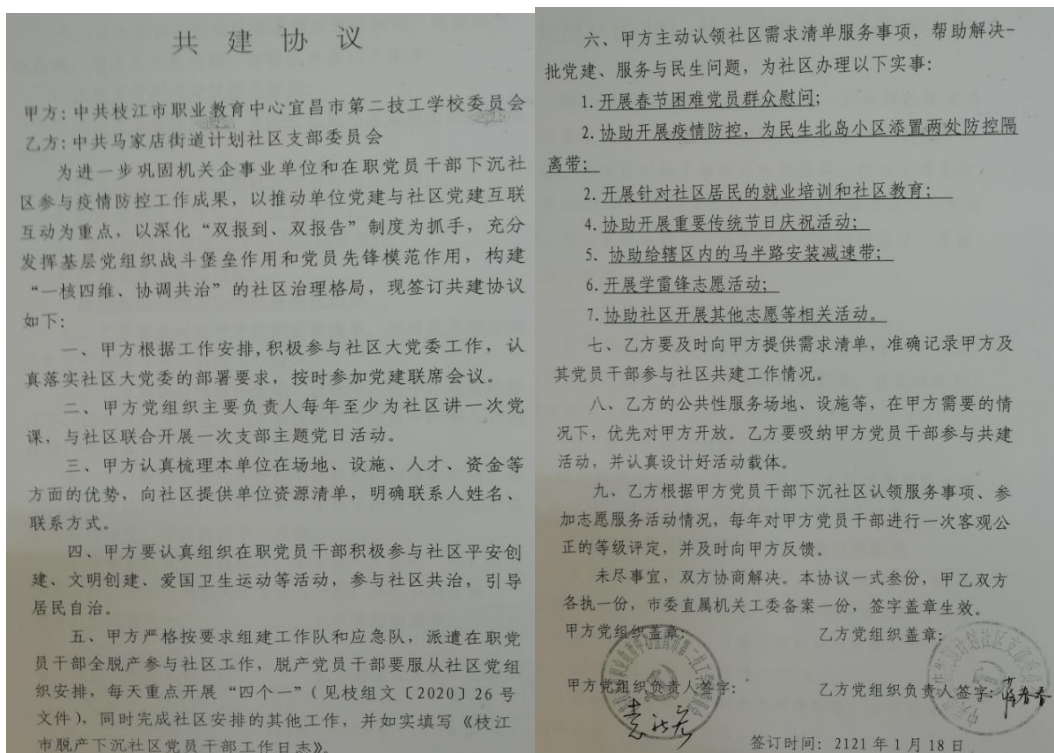 共建协议
甲方:中共枝江市职业教育中心宜昌市第二技工学校委员会
乙方:中共马家店街道计划社区支部委员会
为进一步巩固机关企事业单位和在职党员干部下沉社
区参与疫情防控工作成果，以推动单位党建与社区党建互联
互动为重点，以深化“双报到、双报告”制度为抓手，充分
发挥基层党组织战斗堡垒作用和党员先锋模范作用，构建
“一核四维、协调共治”的社区治理格局，现签订共建协议
如下:
一、甲方根据工作安排,积极参与社区大党委工作，认
真落实社区大党委的部署要求，按时参加党建联席会议。
二、甲方党组织主要负责人每年至少为社区讲一次党
课，与社区联合开展一次支部主题党日活动。
三、甲方认真梳理本单位在场地、设施、人才、资金等
方面的优势，向社区提供单位资源清单，明确联系人姓名、
联系方式。
四、甲方要认真组织在职党员干部积极参与社区平安创
建、文明创建、爱国卫生运动等活动，参与社区共治，引导
居民自治。
五、甲方严格按要求组建工作队和应急队，派遣在职党
员干部全脱产参与社区工作，脱产党员干部要服从社区党组
织安排，每天重点开展“四个一”(见枝组文〔2020〕26号
文件)，同时完成社区安排的其他工作，并如实填写《枝江
市脱产下沉社区党员干部工作日志》。
六、甲方主动认领社区需求清单服务事项，帮助解决一
批党建、服务与民生问题，为社区办理以下实事:
1.开展春节困难党员群众慰问;
2.协助开展疫情防控，为民生北岛小区添置两处防控隔
离带;
2.开展针对社区居民的就业培训和社区教育;
4.协助开展重要传统节日庆祝活动;
5. 协助给辖区内的马半路安装减速带;
6.开展学雷锋志愿活动;
7.协助社区开展其他志愿等相关活动。
七、乙方要及时向甲方提供需求清单，准确记录甲方及
其党员干部参与社区共建工作情况。
八、乙方的公共性服务场地、设施等，在甲方需要的情
况下，优先对甲方开放。乙方要吸纳甲方党员干部参与共建
活动，并认真设计好活动载体。
九、乙方根据甲方党员干部下沉社区认领服务事项、参
加志愿服务活动情况，每年对甲方党员干部进行一次客观公
正的等级评定，并及时向甲方反馈。
未尽事宜，双方协商解决。本协议一式叁份，甲乙双方
各执一份，市委直属机关工委备案一份，签字盖章生效。
甲方党组织盖章: 乙方党组织盖章:
甲方党组织负责人签字: 乙方党组织负责人签字:
签订时间: 2121年1月18日